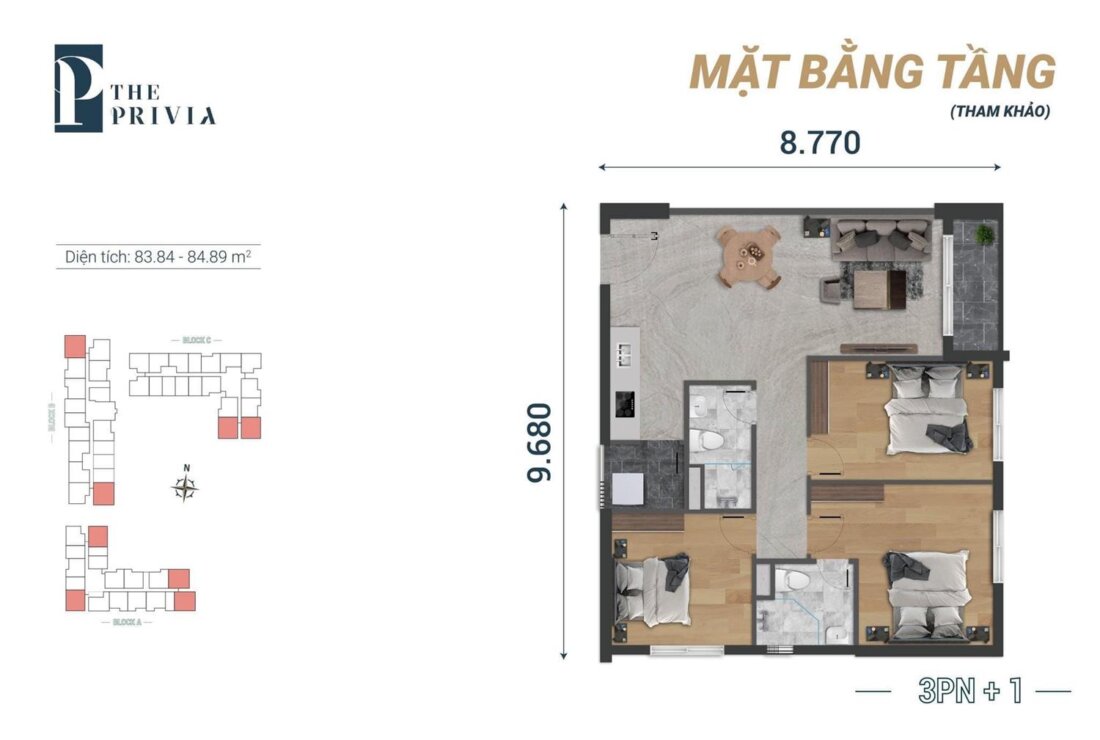 THE
PRIVIA
MẶT BẰNG TẦNG
(THAM KHẢO)
8.770
Diện tích: 83.84 - 84.89 m²
BLOCK C
BLOCK B
N
9.680
BLOCK A
3PN + 1